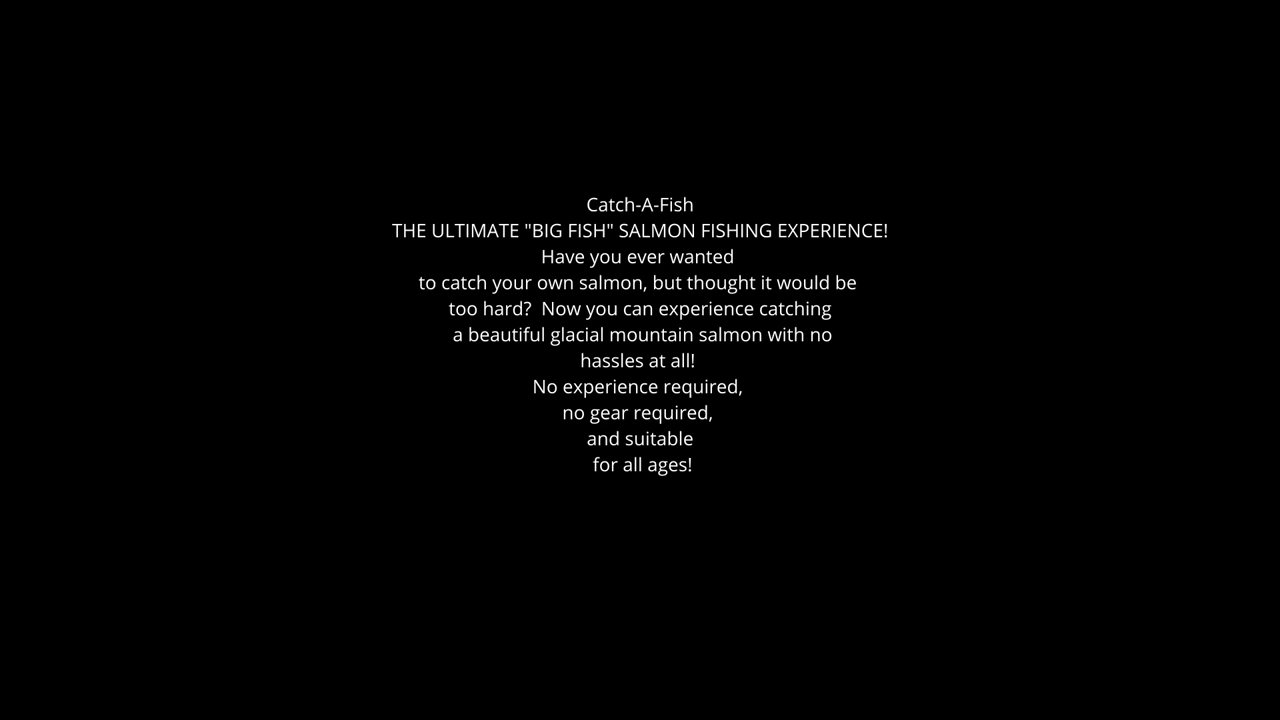 Catch-A-Fish
THE ULTIMATE "BIG FISH" SALMON FISHING EXPERIENCE!
Have you ever wanted
to catch your own salmon, but thought it would be
too hard?  Now you can experience catching
a beautiful glacial mountain salmon with no
hassles at all!
No experience required,
no gear required,
and suitable
for all ages!